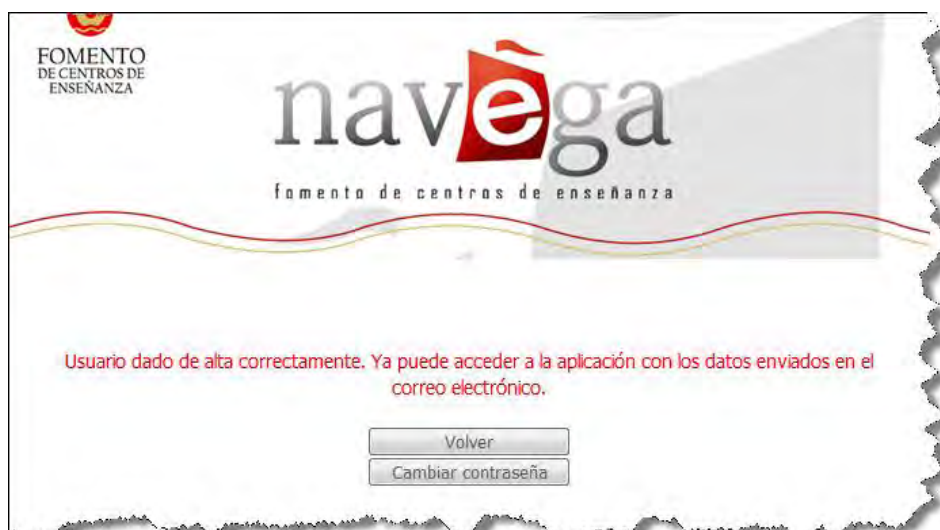 FOMENTO
DE CENTROS DE
ENSEÑANZA
navèga
fomento de centros de enseñanza
Usuario dado de alta correctamente. Ya puede acceder a la aplicación con los datos enviados en el
correo electrónico.
Volver
Cambiar contraseña